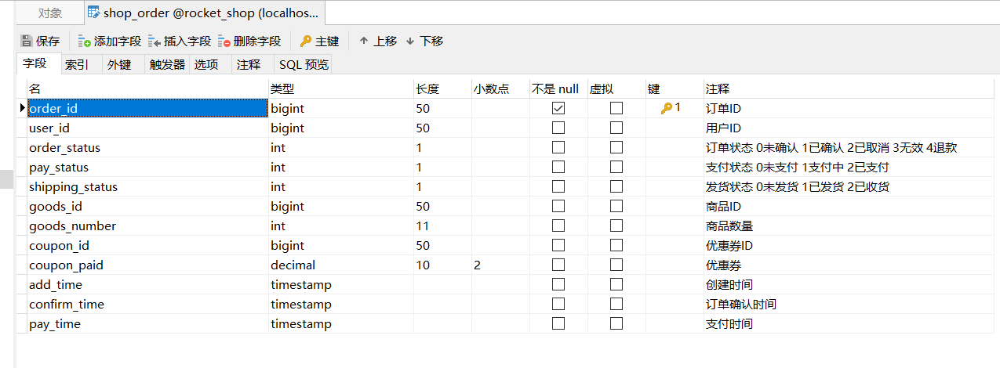 对象 shop_order @rocket_shop (localhos...
保存 添加字段 插入字段 删除字段 主键 上移 下移
字段 索引 外键 触发器 选项 注释 SQL 预览
名 类型 长度 小数点 不是 null 虚拟 键 注释
order_id bigint 50 1 订单ID
user_id bigint 50 用户ID
order_status int 1 订单状态 0未确认 1已确认 2已取消 3无效 4退款
pay_status int 1 支付状态 0未支付 1支付中 2已支付
shipping_status int 1 发货状态 0未发货 1已发货 2已收货
goods_id bigint 50 商品ID
goods_number int 11 商品数量
coupon_id bigint 50 优惠券ID
coupon_paid decimal 10 2 优惠券
add_time timestamp 创建时间
confirm_time timestamp 订单确认时间
pay_time timestamp 支付时间